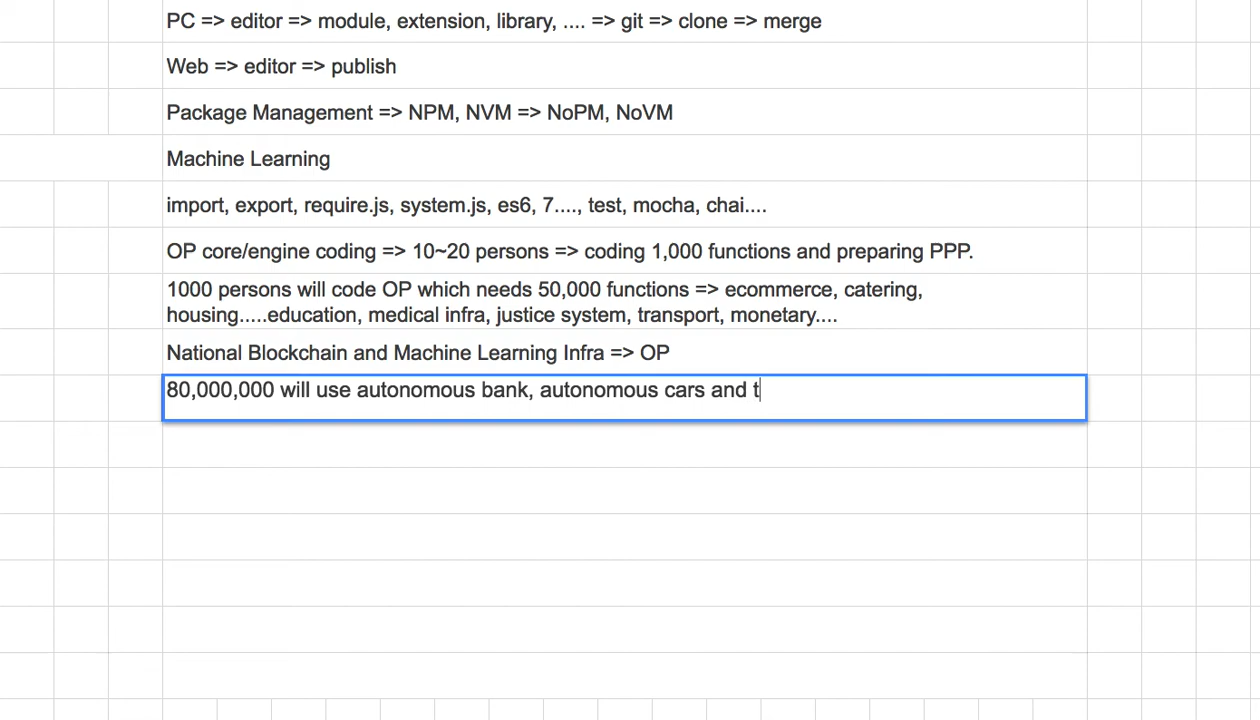 PC => editor => module, extension, library, .... => git => clone => merge
Web => editor => publish
Package Management => NPM, NVM => NoPM, NoVM
Machine Learning
import, export, require.js, system.js, es6, 7...., test, mocha, chai....
OP core/engine coding => 10~20 persons => coding 1,000 functions and preparing PPP.
1000 persons will code OP which needs 50,000 functions => ecommerce, catering,
housing.....education, medical infra, justice system, transport, monetary....
National Blockchain and Machine Learning Infra => OP
80,000,000 will use autonomous bank, autonomous cars and t